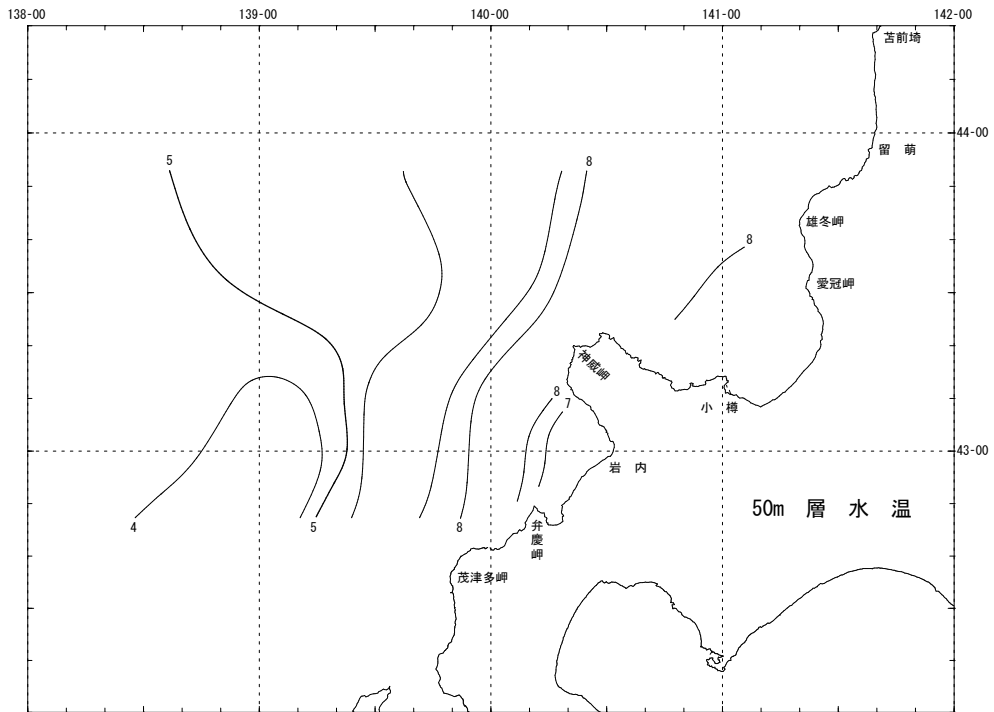 138-00 139-00 140-00 141-00 142-00
苫前埼
44-00
留 萌
5
8
雄冬岬
8
愛冠岬
神威岬
8
7
小 樽
43-00
岩 内
50m 層 水 温
4
5
8
弁慶岬
茂津多岬